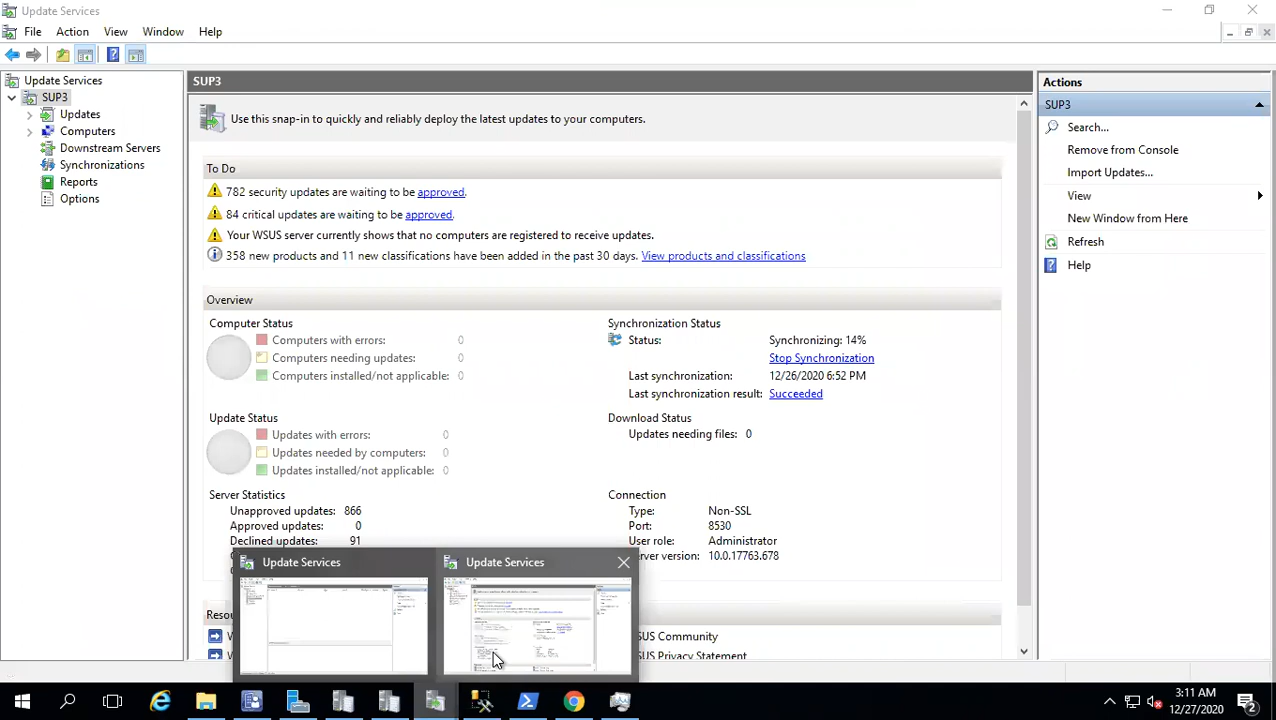 Update Services
File Action View Window Help
Update Services
SUP3
Updates
Computers
Downstream Servers
Synchronizations
Reports
Options
SUP3
Use this snap-in to quickly and reliably deploy the latest updates to your computers.
To Do
782 security updates are waiting to be approved.
84 critical updates are waiting to be approved.
Your WSUS server currently shows that no computers are registered to receive updates.
358 new products and 11 new classifications have been added in the past 30 days. View products and classifications
Overview
Computer Status
Computers with errors: 0
Computers needing updates: 0
Computers installed/not applicable: 0
Update Status
Updates with errors: 0
Updates needed by computers: 0
Updates installed/not applicable: 0
Server Statistics
Unapproved updates: 866
Approved updates: 0
Declined updates: 91
Synchronization Status
Status: Synchronizing: 14%
Stop Synchronization
Last synchronization: 12/26/2020 6:52 PM
Last synchronization result: Succeeded
Download Status
Updates needing files: 0
Connection
Type: Non-SSL
Port: 8530
User role: Administrator
erver version: 10.0.17763.678
SUS Community
SUS Privacy Statement
Actions
SUP3
Search...
Remove from Console
Import Updates...
View
New Window from Here
Refresh
Help
Update Services
Update Services
3:11 AM
12/27/2020
2